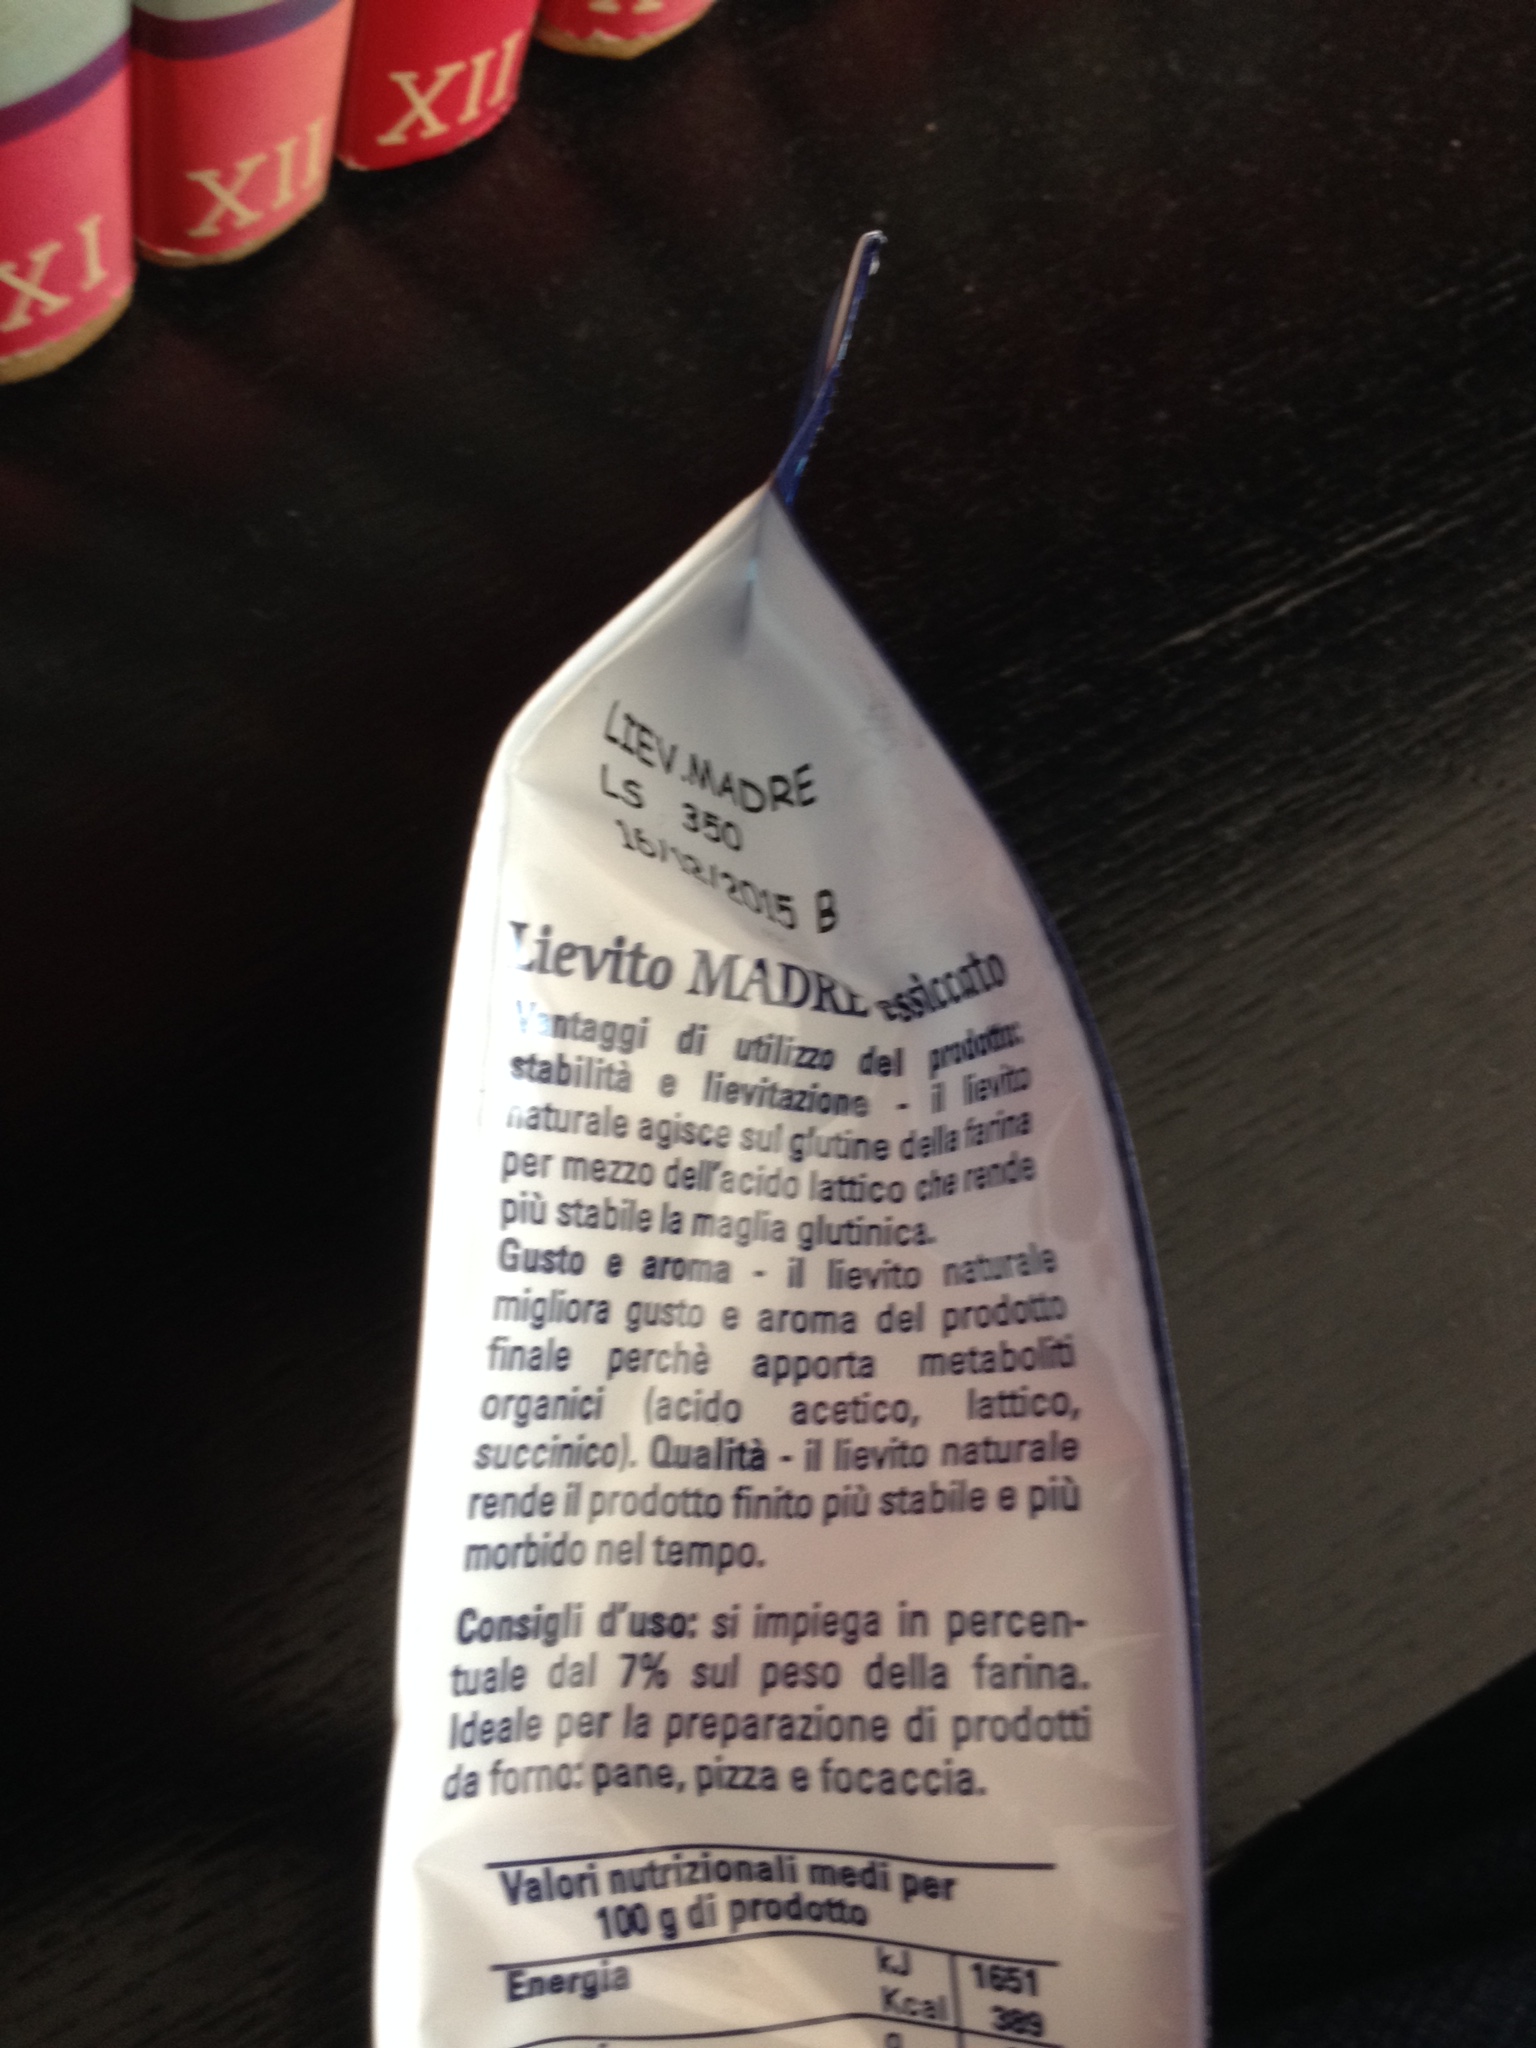 XI
XII
XII
LIEV.MADRE
Ls 350
16/12/2015 B
Lievito MADRE essiccato
Vantaggi di utilizzo del prodotto:
stabilità e lievitazione - il lievito
naturale agisce sul glutine della farina
per mezzo dell'acido lattico che rende
più stabile la maglia glutinica.
Gusto e aroma - il lievito naturale
migliora gusto e aroma del prodotto
finale perchè apporta metaboliti
organici (acido acetico, lattico,
succinico). Qualità - il lievito naturale
rende il prodotto finito più stabile e più
morbido nel tempo.
Consigli d'uso: si impiega in percen-
tuale dal 7% sul peso della farina.
Ideale per la preparazione di prodotti
da forno: pane, pizza e focaccia.
Valori nutrizionali medi per
100 g di prodotto
Energia kJ 1651
Kcal 389
g